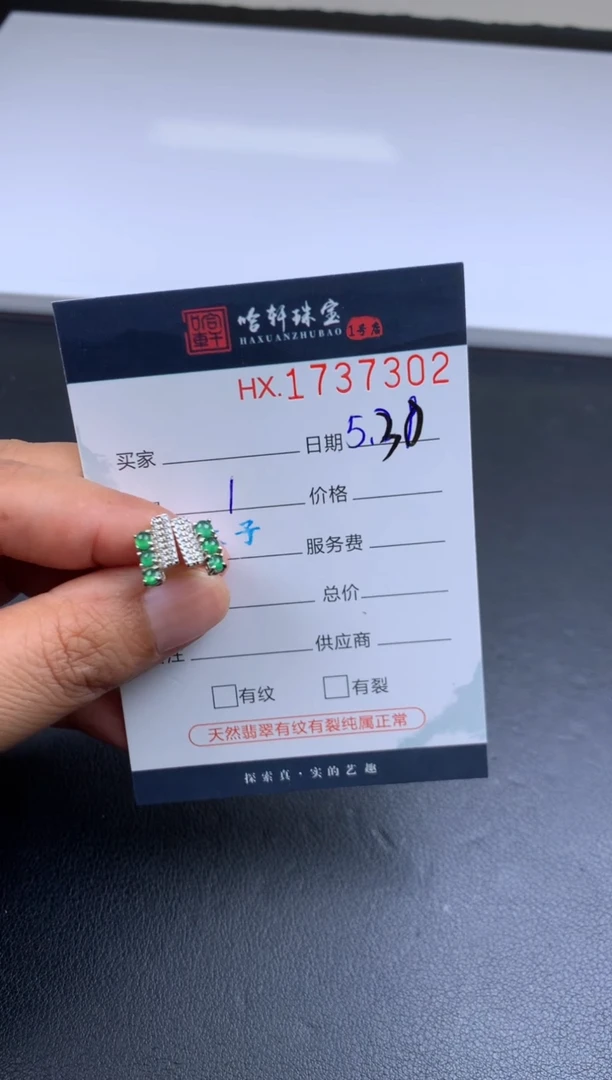 哈轩珠宝
HAXUANZHUBAO 1号店
HX.1737302
买家 日期 5.30
1 价格
子
服务费
总价
注 供应商
有纹 有裂
天然翡翠有纹有裂纯属正常
探索真·实的艺趣